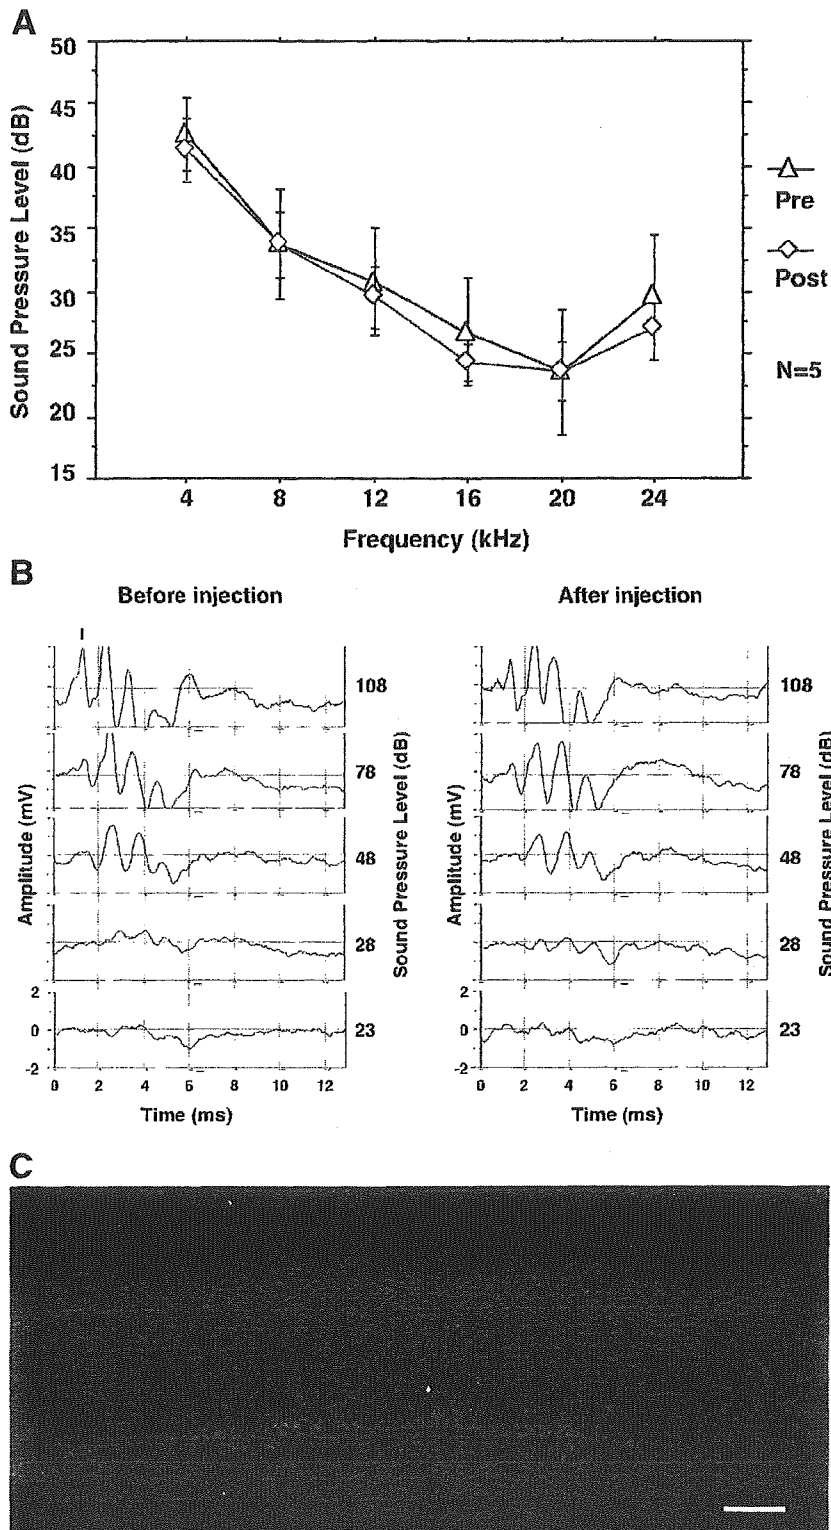 A
50
45
40
35
30
25
20
15
Sound Pressure Level (dB)
4 8 12 16 20 24
Frequency (kHz)
Pre
Post
N=5
B
Before injection
After injection
I
108
78
48
28
23
Amplitude (mV)
Sound Pressure Level (dB)
2
0
-2
0 2 4 6 8 10 12
Time (ms)
108
78
48
28
23
Amplitude (mV)
Sound Pressure Level (dB)
2
0
-2
0 2 4 6 8 10 12
Time (ms)
C